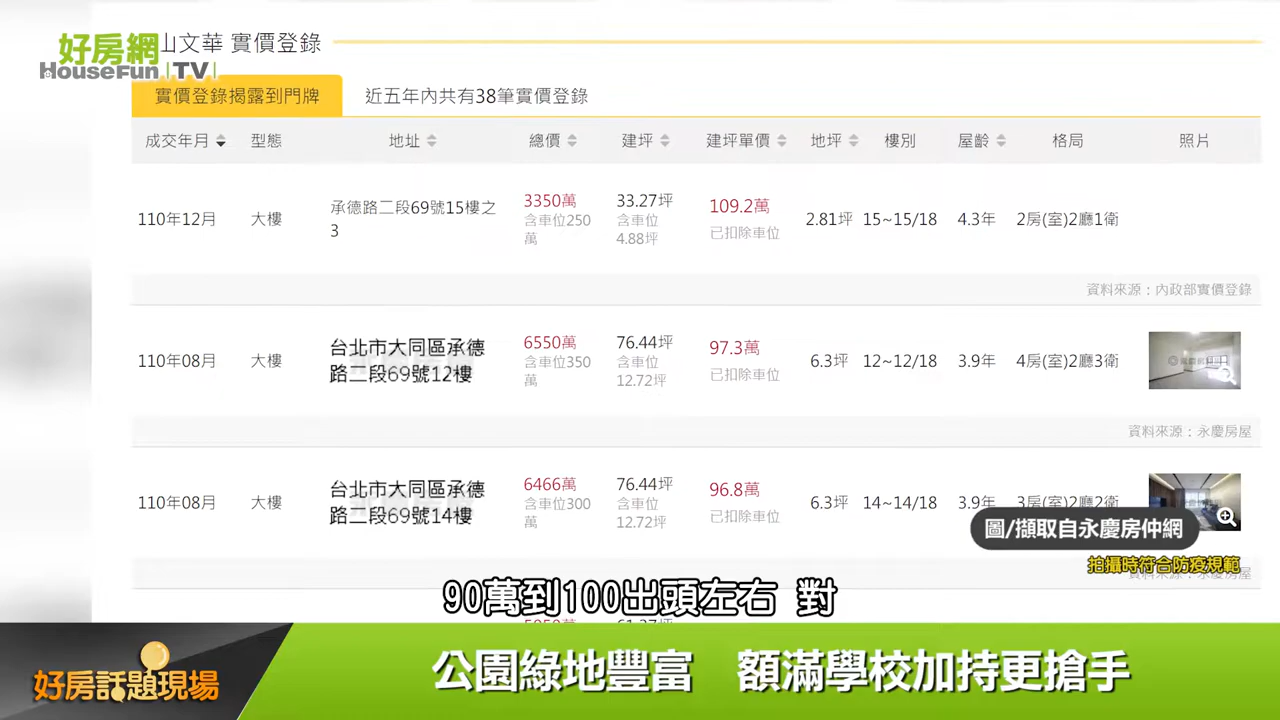 好房網
HouseFun TV
山文華 實價登錄
實價登錄揭露到門牌 近五年內共有38筆實價登錄
成交年月 型態 地址 總價 建坪 建坪單價 地坪 樓別 屋齡 格局 照片
110年12月 大樓 承德路二段69號15樓之3 3350萬 含車位250萬 33.27坪 含車位4.88坪 109.2萬 已扣除車位 2.81坪 15~15/18 4.3年 2房(室)2廳1衛
資料來源：內政部實價登錄
110年08月 大樓 台北市大同區承德路二段69號12樓 6550萬 含車位350萬 76.44坪 含車位12.72坪 97.3萬 已扣除車位 6.3坪 12~12/18 3.9年 4房(室)2廳3衛
資料來源：永慶房屋
110年08月 大樓 台北市大同區承德路二段69號14樓 6466萬 含車位300萬 76.44坪 含車位12.72坪 96.8萬 已扣除車位 6.3坪 14~14/18 3.9年 3房(室)2廳2衛
圖/擷取自永慶房仲網
拍攝時符合防疫規範
90萬到100出頭左右 對
好房話題現場
公園綠地豐富 額滿學校加持更搶手